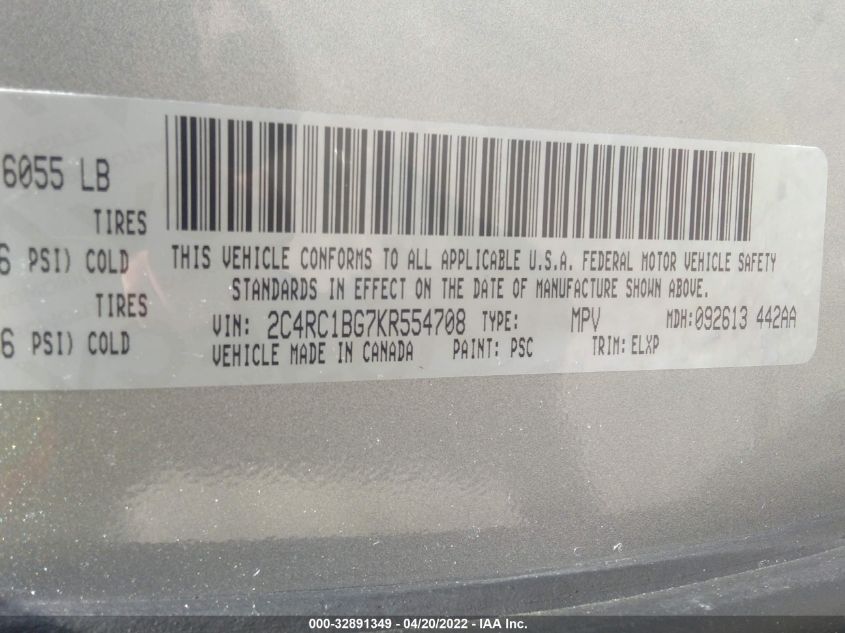 6055 LB
TIRES
6 PSI) COLD
TIRES
6 PSI) COLD
THIS VEHICLE CONFORMS TO ALL APPLICABLE U.S.A. FEDERAL MOTOR VEHICLE SAFETY
STANDARDS IN EFFECT ON THE DATE OF MANUFACTURE SHOWN ABOVE.
VIN: 2C4RC1BG7KR554708 TYPE: MPV MDH:092613 442AA
VEHICLE MADE IN CANADA PAINT: PSC TRIM: ELXP
000-32891349 - 04/20/2022 - IAA Inc.